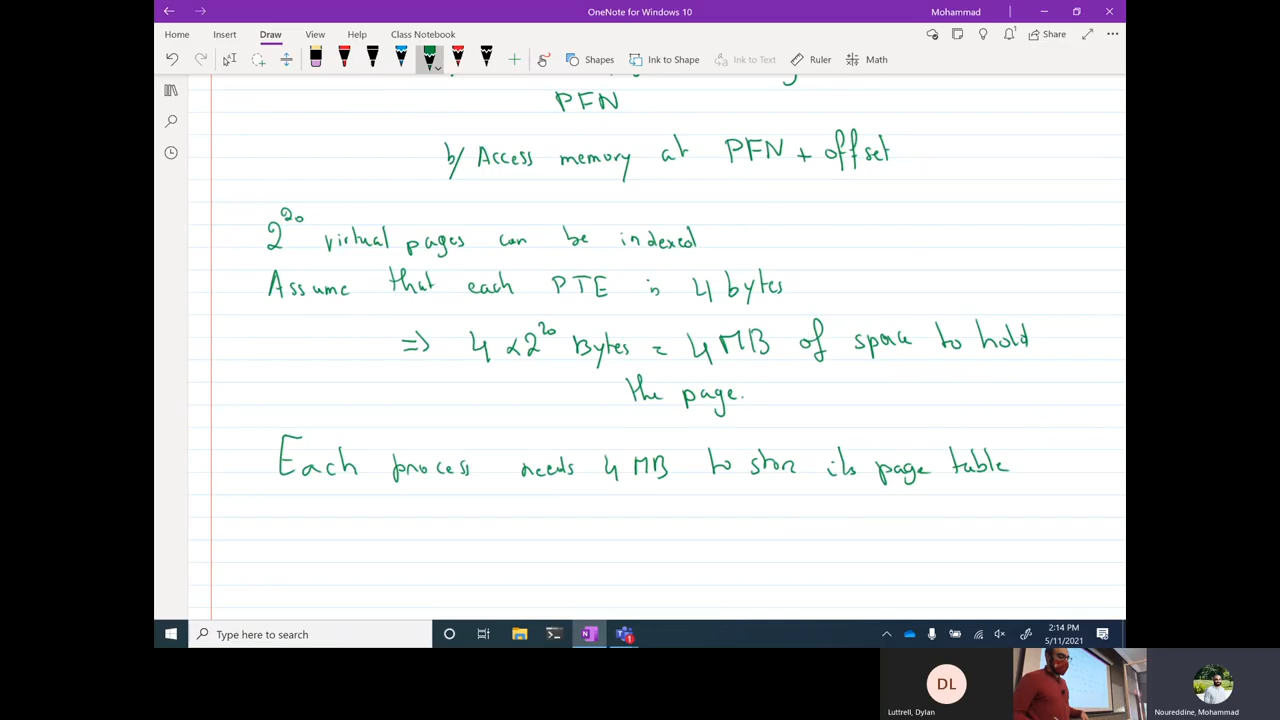 OneNote for Windows 10
Mohammad
Home Insert Draw View Help Class Notebook
Share
Shapes Ink to Shape Ink to Text Ruler Math
PFN
b/ Access memory at PFN + offset
2^20 virtual pages can be indexed
Assume that each PTE is 4 bytes
=> 4 x 2^20 Bytes = 4 MB of space to hold
the page.
Each process needs 4 MB to store its page table
Type here to search
2:14 PM
5/11/2021
DL
Luttrell, Dylan
Noureddine, Mohammad